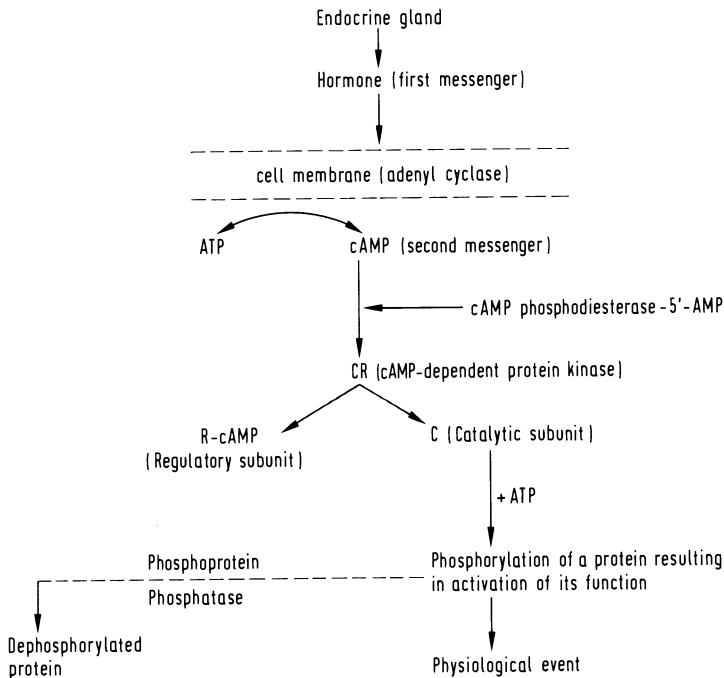 Endocrine gland
Hormone (first messenger)
cell membrane (adenyl cyclase)
ATP
cAMP (second messenger)
cAMP phosphodiesterase-5'-AMP
CR (cAMP-dependent protein kinase)
R-cAMP
(Regulatory subunit)
C (Catalytic subunit)
+ ATP
Phosphoprotein
Phosphatase
Phosphorylation of a protein resulting
in activation of its function
Dephosphorylated
protein
Physiological event